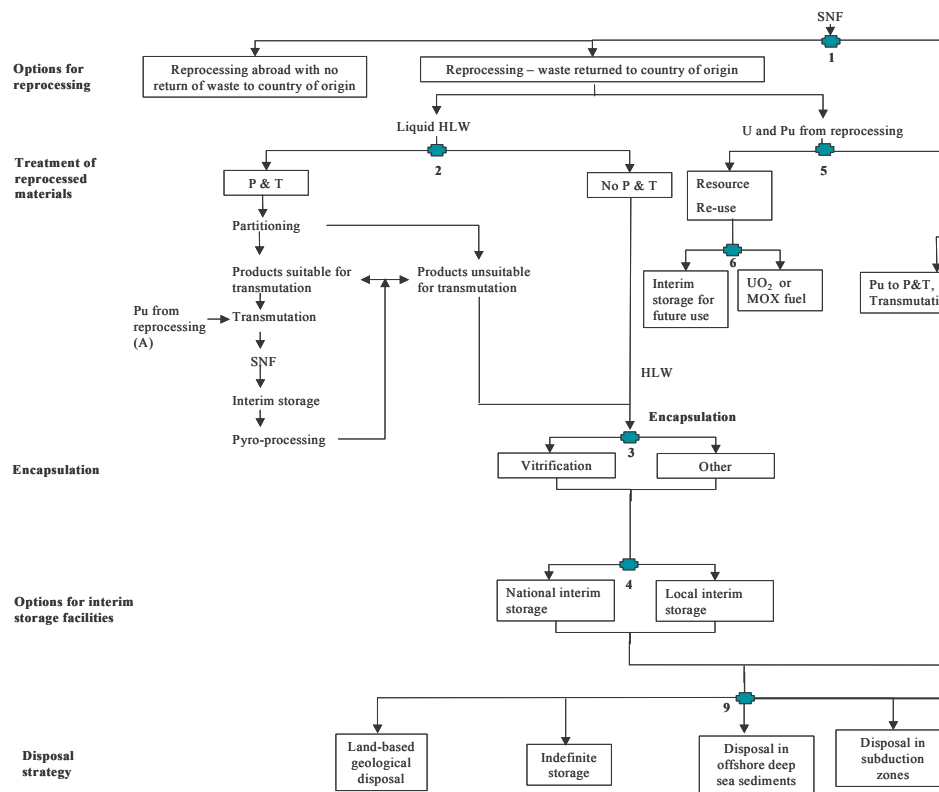 SNF
1
Options for
reprocessing
Reprocessing abroad with no
return of waste to country of origin
Reprocessing – waste returned to country of origin
Liquid HLW
U and Pu from reprocessing
Treatment of
reprocessed
materials
2
5
P & T
No P & T
Resource
Re-use
Partitioning
6
Products suitable for
transmutation
Products unsuitable
for transmutation
Interim
storage for
future use
UO₂ or
MOX fuel
Pu to P&T,
Transmutati
Pu from
reprocessing
(A)
Transmutation
SNF
HLW
Interim storage
Encapsulation
Pyro-processing
3
Encapsulation
Vitrification
Other
4
Options for interim
storage facilities
National interim
storage
Local interim
storage
9
Disposal
strategy
Land-based
geological
disposal
Indefinite
storage
Disposal in
offshore deep
sea sediments
Disposal in
subduction
zones